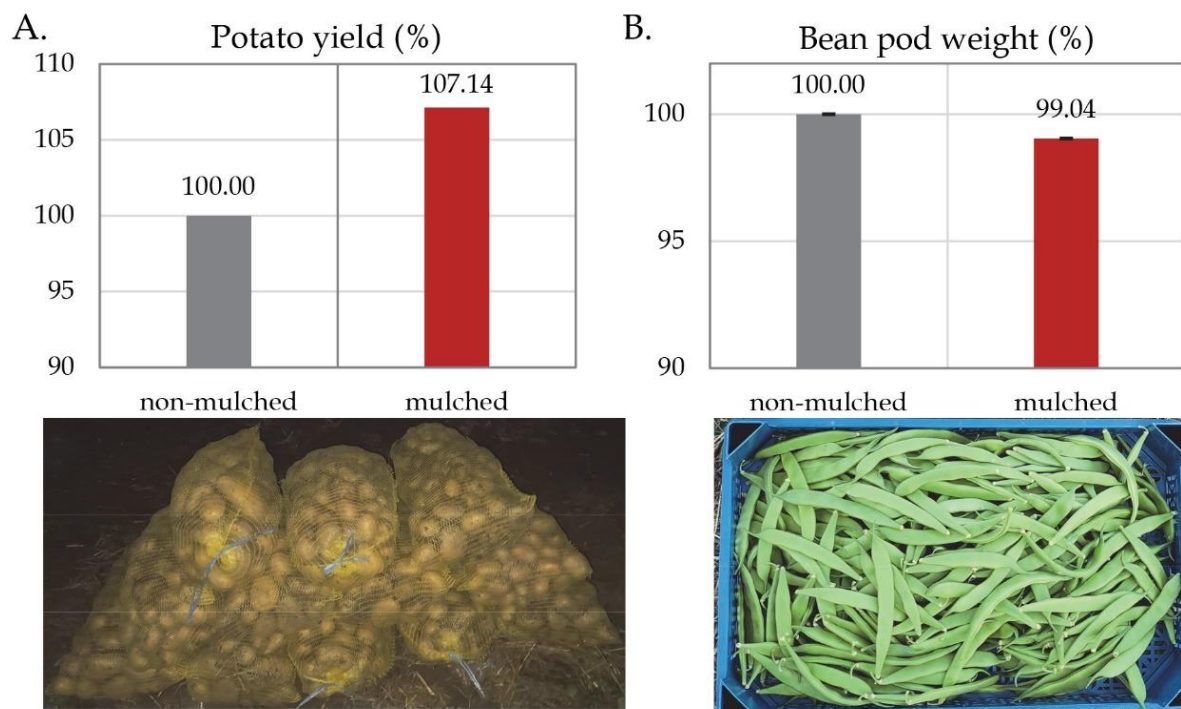 A.
Potato yield (%)
110
105
100
95
90
107.14
100.00
non-mulched mulched
B.
Bean pod weight (%)
100
95
90
100.00
99.04
non-mulched mulched